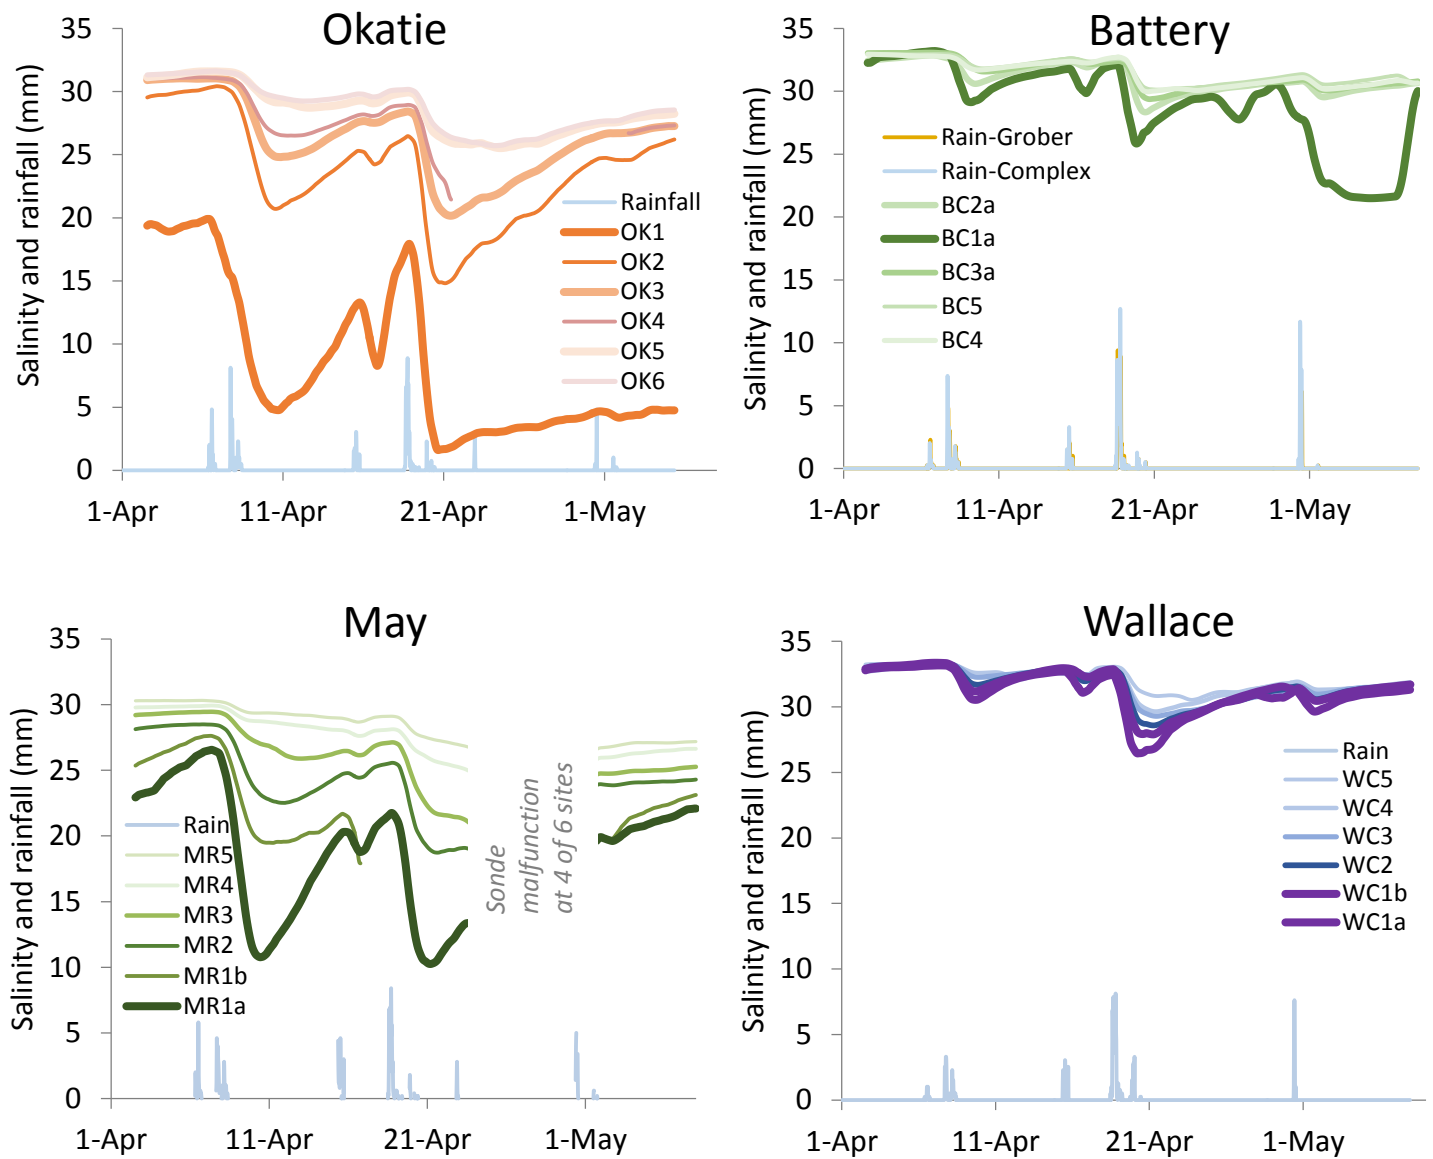 Okatie
Salinity and rainfall (mm)
35
30
25
20
15
10
5
0
1-Apr
11-Apr
21-Apr
1-May
Rainfall
OK1
OK2
OK3
OK4
OK5
OK6
Battery
Salinity and rainfall (mm)
35
30
25
20
15
10
5
0
1-Apr
11-Apr
21-Apr
1-May
Rain-Grober
Rain-Complex
BC2a
BC1a
BC3a
BC5
BC4
May
Salinity and rainfall (mm)
35
30
25
20
15
10
5
0
1-Apr
11-Apr
21-Apr
1-May
Rain
MR5
MR4
MR3
MR2
MR1b
MR1a
Sonde
malfunction
at 4 of 6 sites
Wallace
Salinity and rainfall (mm)
35
30
25
20
15
10
5
0
1-Apr
11-Apr
21-Apr
1-May
Rain
WC5
WC4
WC3
WC2
WC1b
WC1a